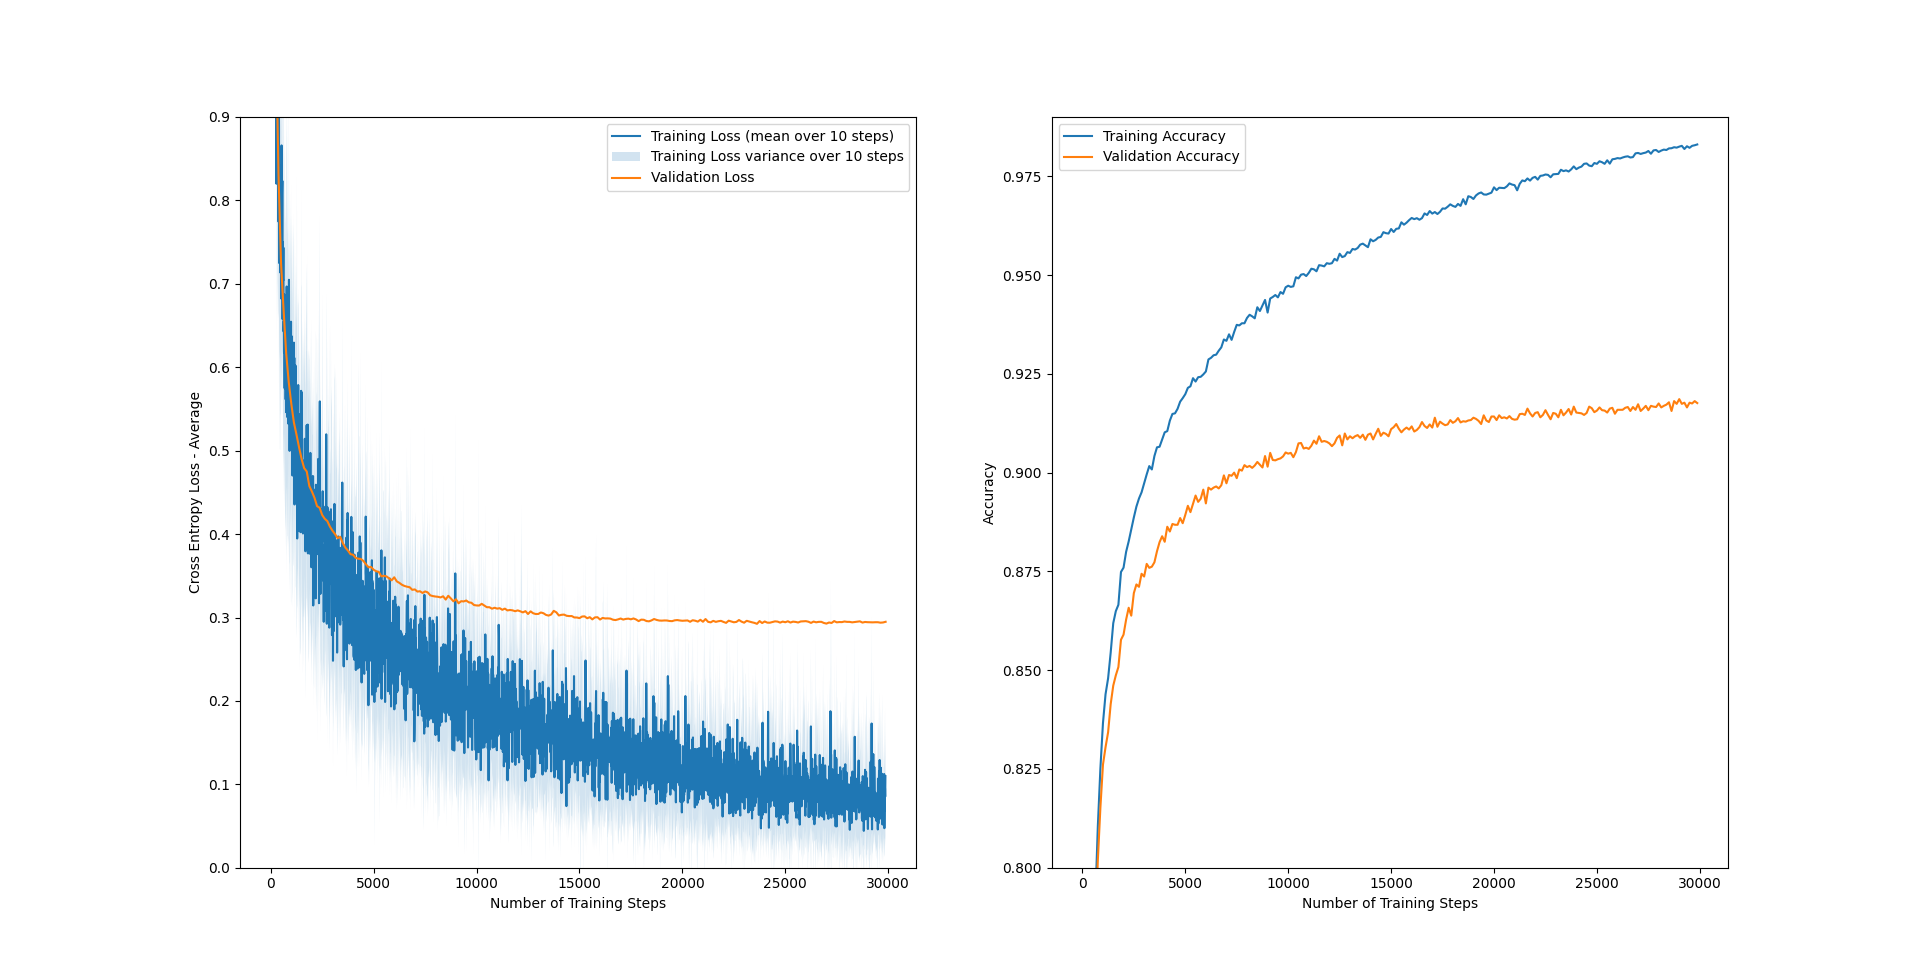 0.9
0.8
0.7
0.6
0.5
0.4
0.3
0.2
0.1
0.0
Cross Entropy Loss - Average
Training Loss (mean over 10 steps)
Training Loss variance over 10 steps
Validation Loss
0 5000 10000 15000 20000 25000 30000
Number of Training Steps
0.975
0.950
0.925
0.900
0.875
0.850
0.825
0.800
Accuracy
Training Accuracy
Validation Accuracy
0 5000 10000 15000 20000 25000 30000
Number of Training Steps